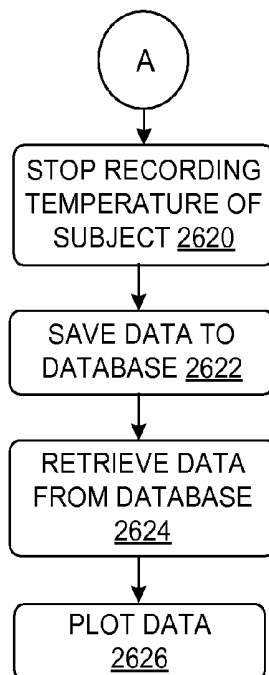 A
STOP RECORDING
TEMPERATURE OF
SUBJECT 2620
SAVE DATA TO
DATABASE 2622
RETRIEVE DATA
FROM DATABASE
2624
PLOT DATA
2626